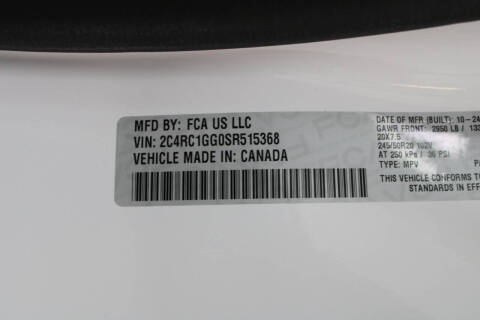 MFD BY: FCA US LLC
VIN: 2C4RC1GG0SR515368
VEHICLE MADE IN: CANADA
DATE OF MFR (BUILT): 10-24
GAWR FRONT: 2950 LB / 133
20X7.5
245/50R20 102V
AT 250 kPa / 36 PSI
TYPE: MPV
THIS VEHICLE CONFORMS TO
STANDARDS IN EFFE